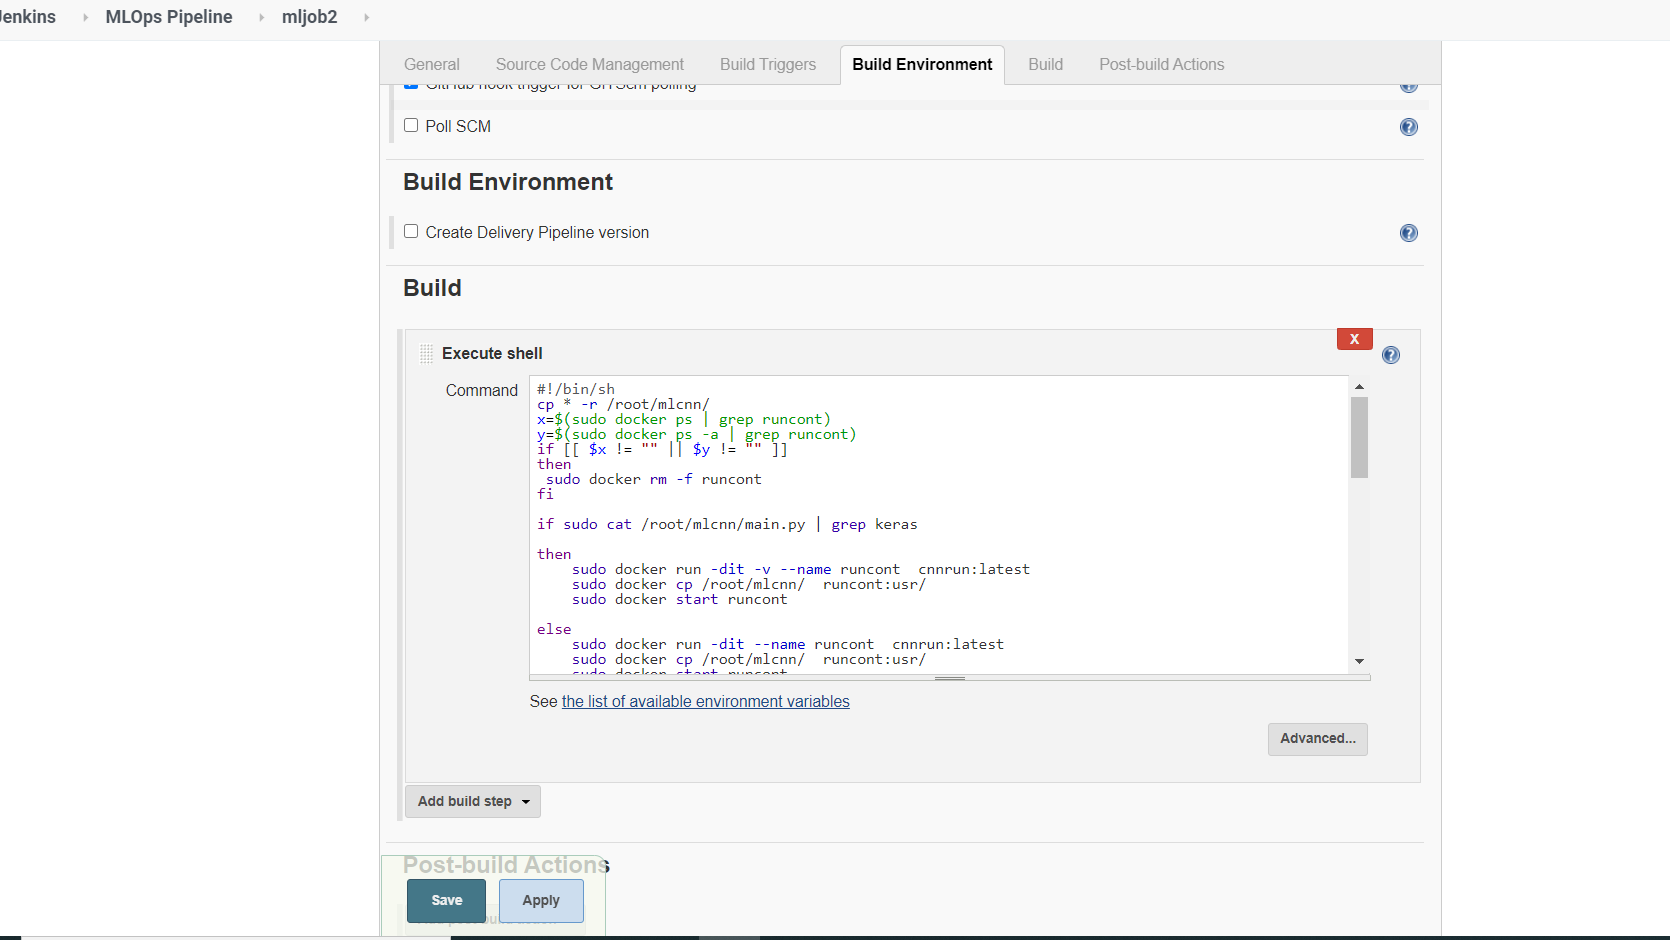 Jenkins MLOps Pipeline mljob2
General Source Code Management Build Triggers Build Environment Build Post-build Actions
GitHub hook trigger for GITScm polling
Poll SCM
Build Environment
Create Delivery Pipeline version
Build
X
Execute shell
Command
#!/bin/sh
cp * -r /root/mlcnn/
x=$(sudo docker ps | grep runcont)
y=$(sudo docker ps -a | grep runcont)
if [[ $x != "" || $y != "" ]]
then
sudo docker rm -f runcont
fi
if sudo cat /root/mlcnn/main.py | grep keras
then
sudo docker run -dit -v --name runcont  cnnrun:latest
sudo docker cp /root/mlcnn/  runcont:usr/
sudo docker start runcont
else
sudo docker run -dit --name runcont  cnnrun:latest
sudo docker cp /root/mlcnn/  runcont:usr/
sudo docker start runcont
See the list of available environment variables
Advanced...
Add build step
Post-build Actions
Save Apply